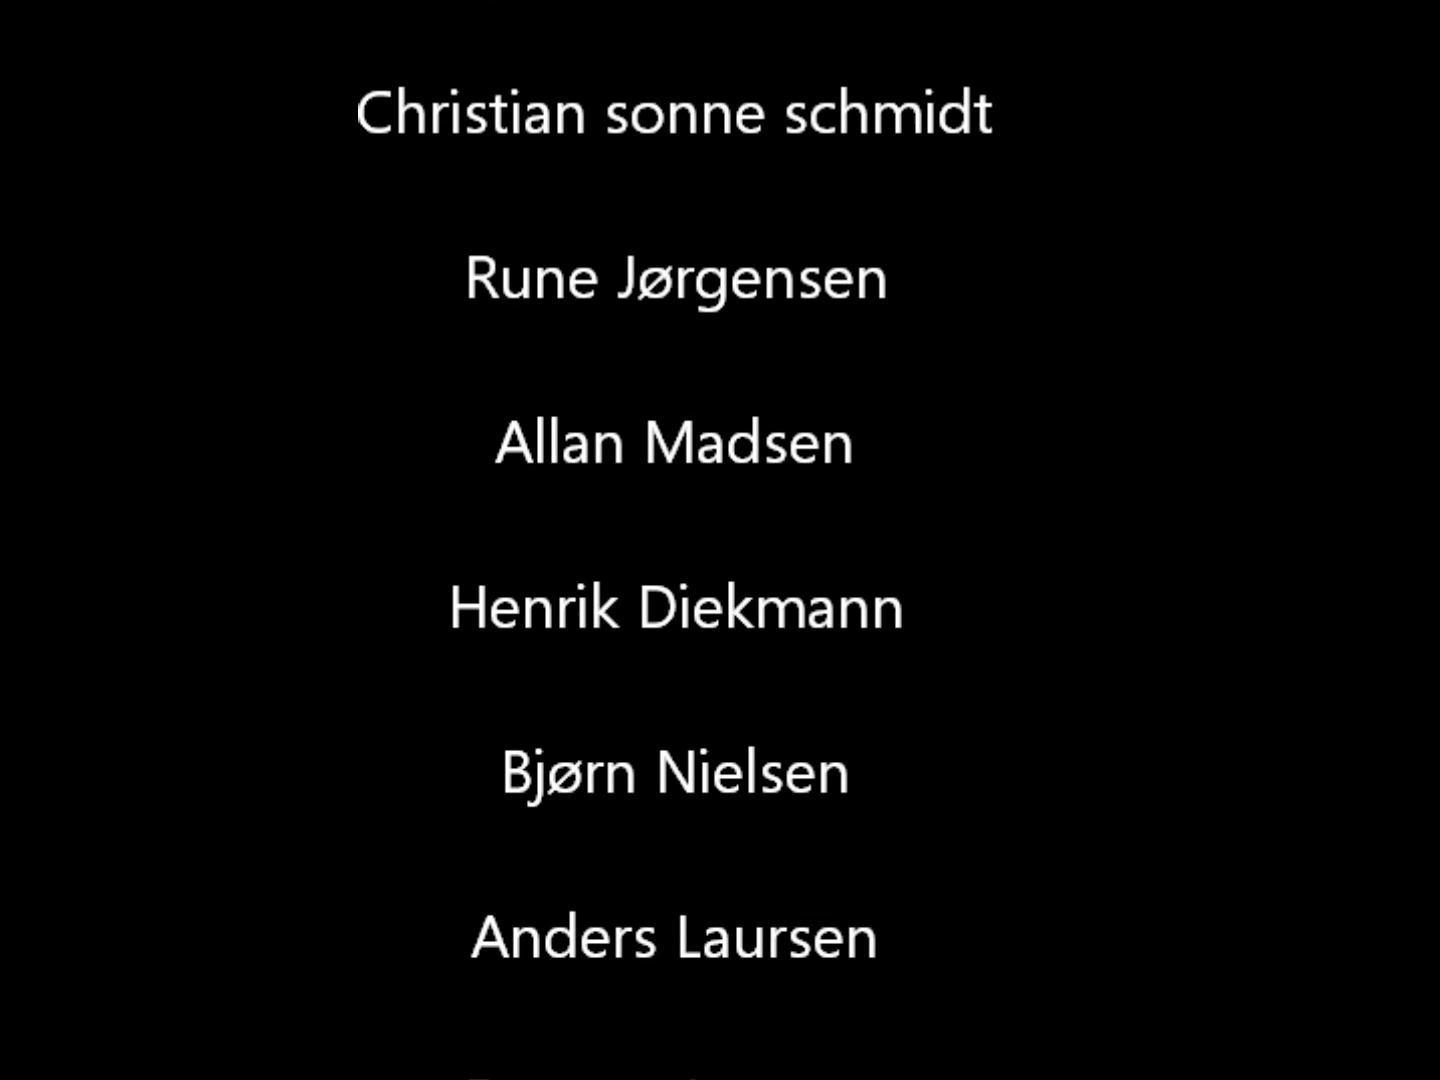 Christian sonne schmidt
Rune Jørgensen
Allan Madsen
Henrik Diekmann
Bjørn Nielsen
Anders Laursen